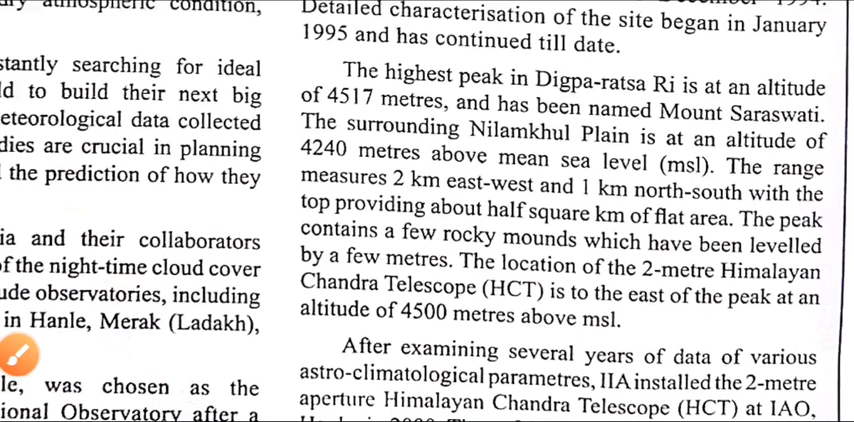 condition,
stantly searching for ideal
d to build their next big
eteorological data collected
dies are crucial in planning
the prediction of how they
ia and their collaborators
of the night-time cloud cover
ude observatories, including
in Hanle, Merak (Ladakh),
le, was chosen as the
ional Observatory after a
Detailed characterisation of the site began in January
1995 and has continued till date.
The highest peak in Digpa-ratsa Ri is at an altitude
of 4517 metres, and has been named Mount Saraswati.
The surrounding Nilamkhul Plain is at an altitude of
4240 metres above mean sea level (msl). The range
measures 2 km east-west and 1 km north-south with the
top providing about half square km of flat area. The peak
contains a few rocky mounds which have been levelled
by a few metres. The location of the 2-metre Himalayan
Chandra Telescope (HCT) is to the east of the peak at an
altitude of 4500 metres above msl.
After examining several years of data of various
astro-climatological parametres, IIA installed the 2-metre
aperture Himalayan Chandra Telescope (HCT) at IAO,